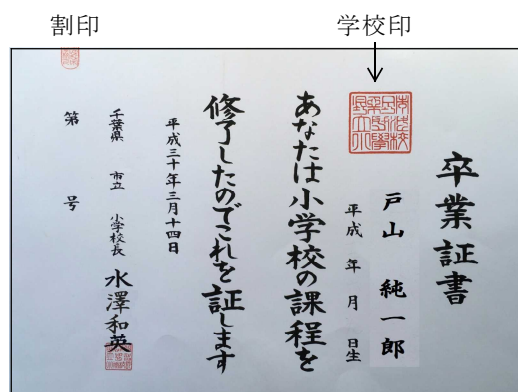 割印
学校印
卒業証書
戸山 純一郎
平成 年 月 日生
あなたは小学校の課程を
修了したのでこれを証します
平成三十年三月十四日
千葉県 市立 小学校長 水澤和英
第 号